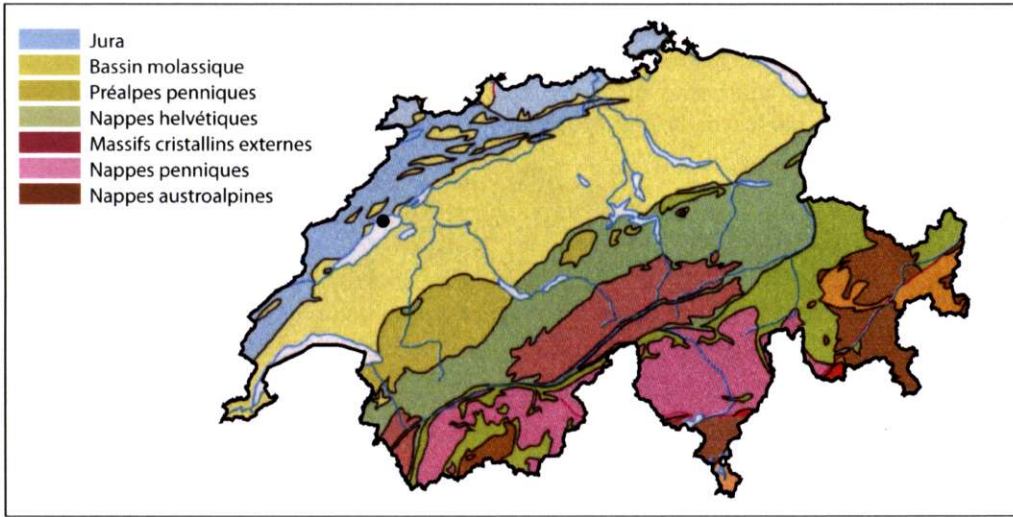 Jura
Bassin molassique
Préalpes penniques
Nappes helvétiques
Massifs cristallins externes
Nappes penniques
Nappes austroalpines